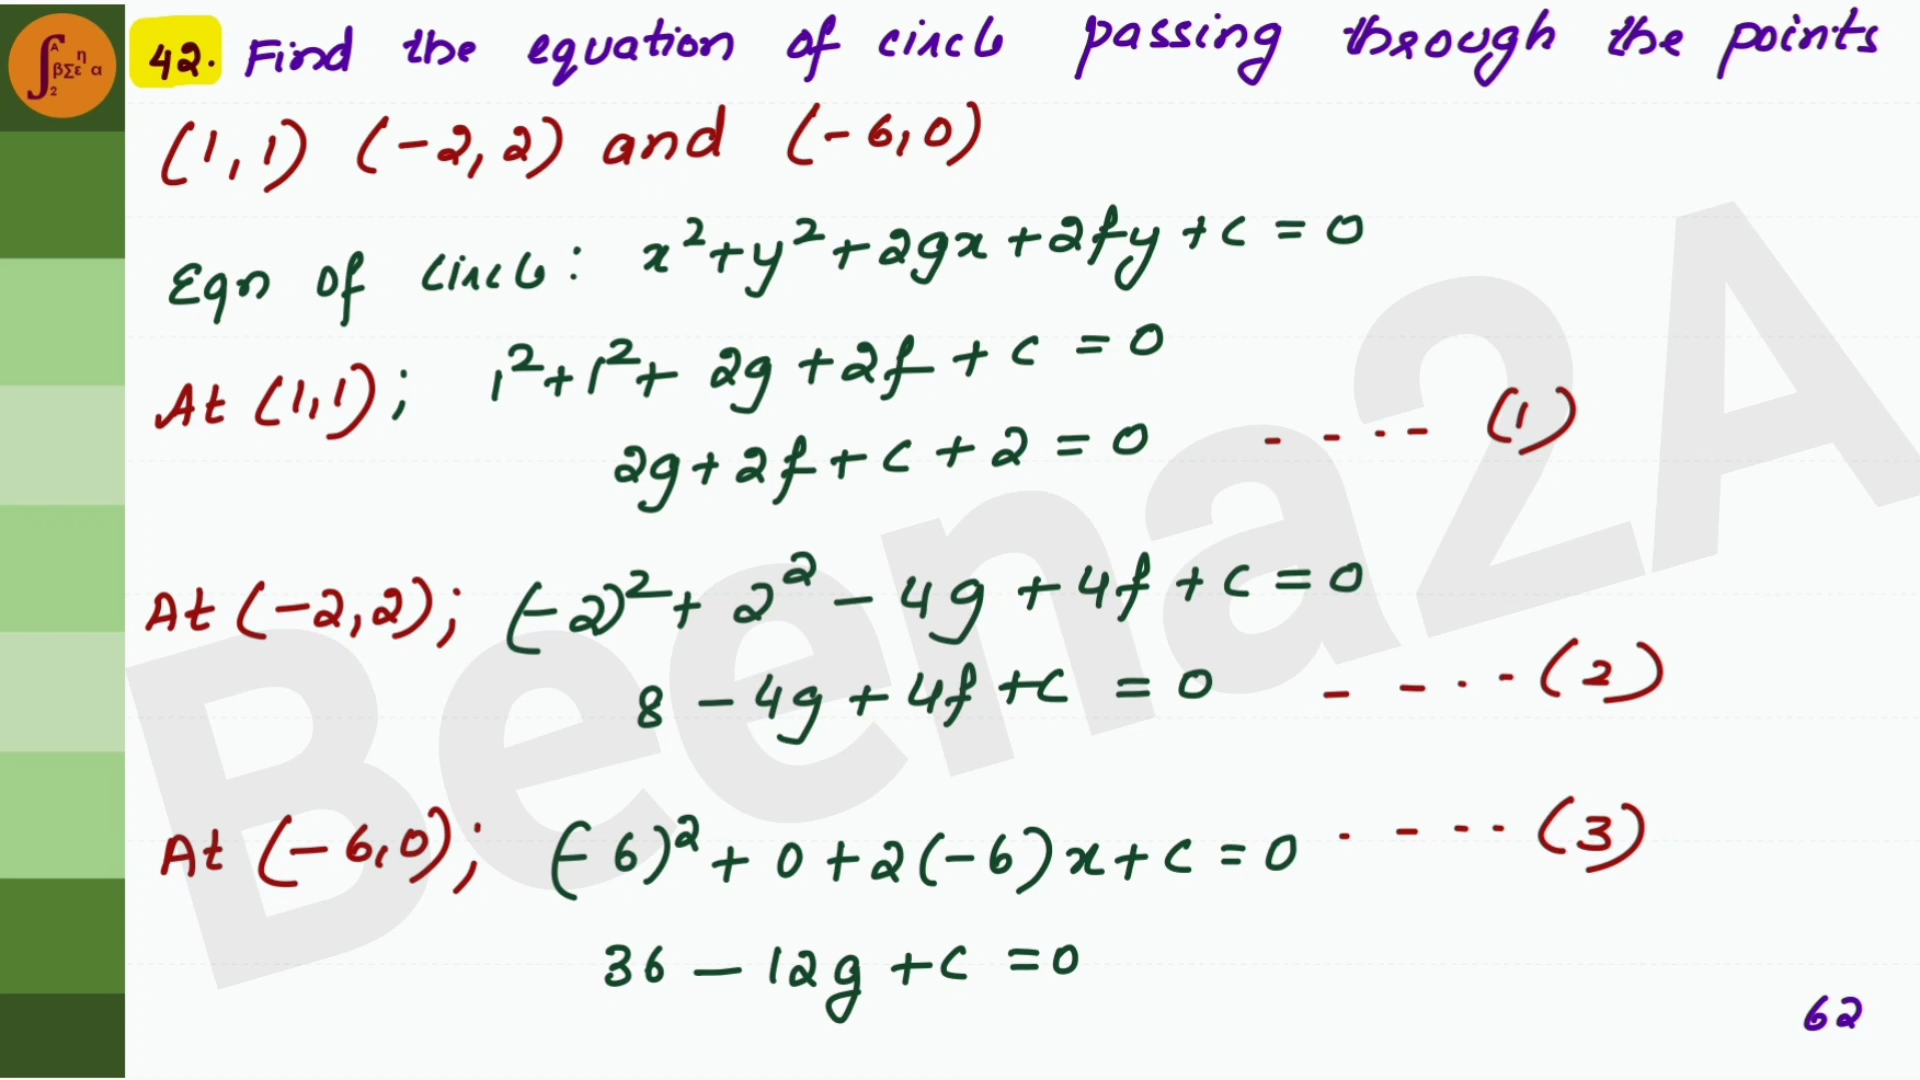 42. Find the equation of circle passing through the points
(1,1) (-2,2) and (-6,0)
Eqn of circle: x²+y²+2gx+2fy+c=0
At (1,1); 1²+1²+2g+2f+c=0
2g+2f+c+2=0 ---- (1)
At (-2,2); (-2)²+2²-4g+4f+c=0
8-4g+4f+c=0 ---- (2)
At (-6,0); (-6)²+0+2(-6)x+c=0 ---- (3)
36-12g+c=0
62
Beena2A